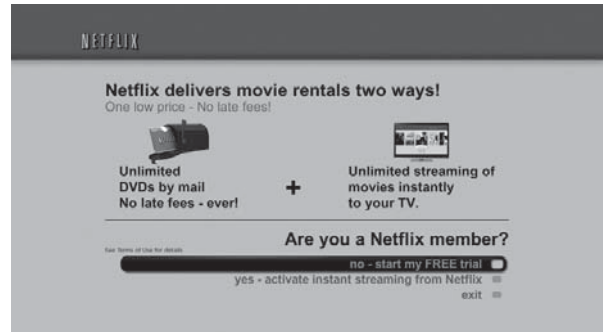 NETFLIX
Netflix delivers movie rentals two ways!
One low price - No late fees!
Unlimited
DVDs by mail
No late fees - ever!
+
Unlimited streaming of
movies instantly
to your TV.
Are you a Netflix member?
See Terms of Use for details
no - start my FREE trial
yes - activate instant streaming from Netflix
exit